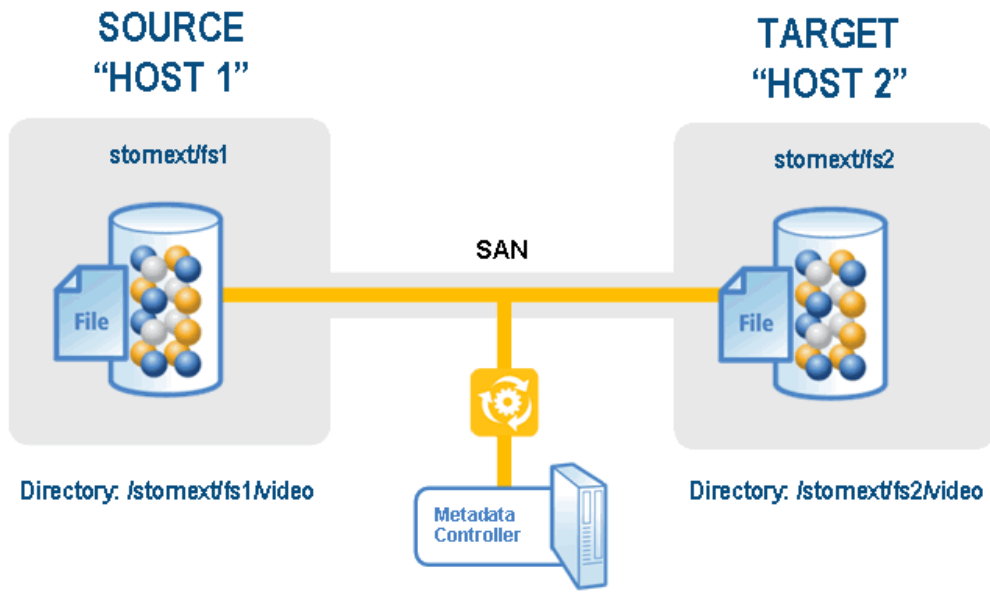 SOURCE
“HOST 1”
TARGET
“HOST 2”
stornext/fs1
stornext/fs2
SAN
File
File
Directory: /stornext/fs1/video
Directory: /stornext/fs2/video
Metadata
Controller